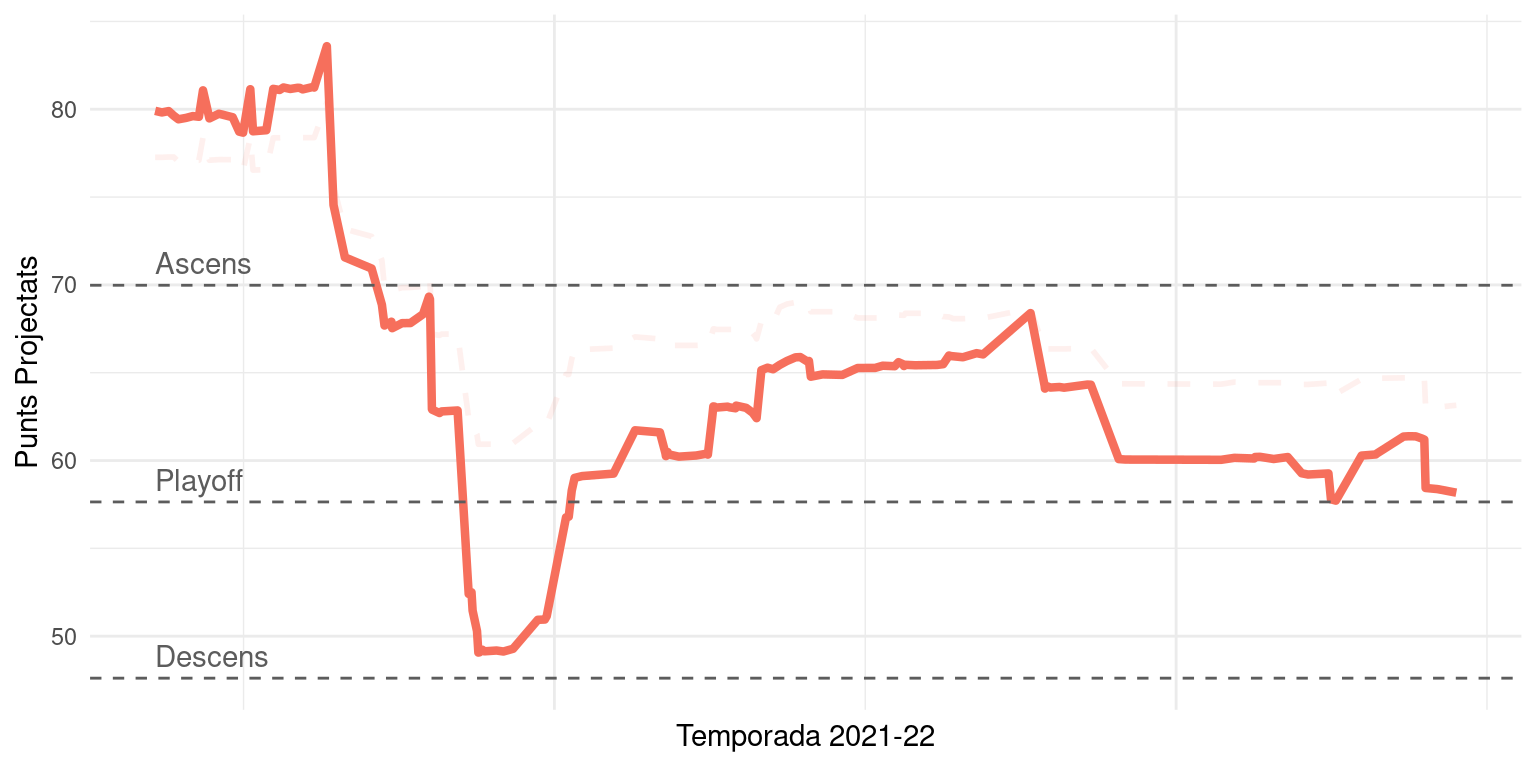 80
Ascens
70
Punts Projectats
Playoff
60
50
Descens
Temporada 2021-22